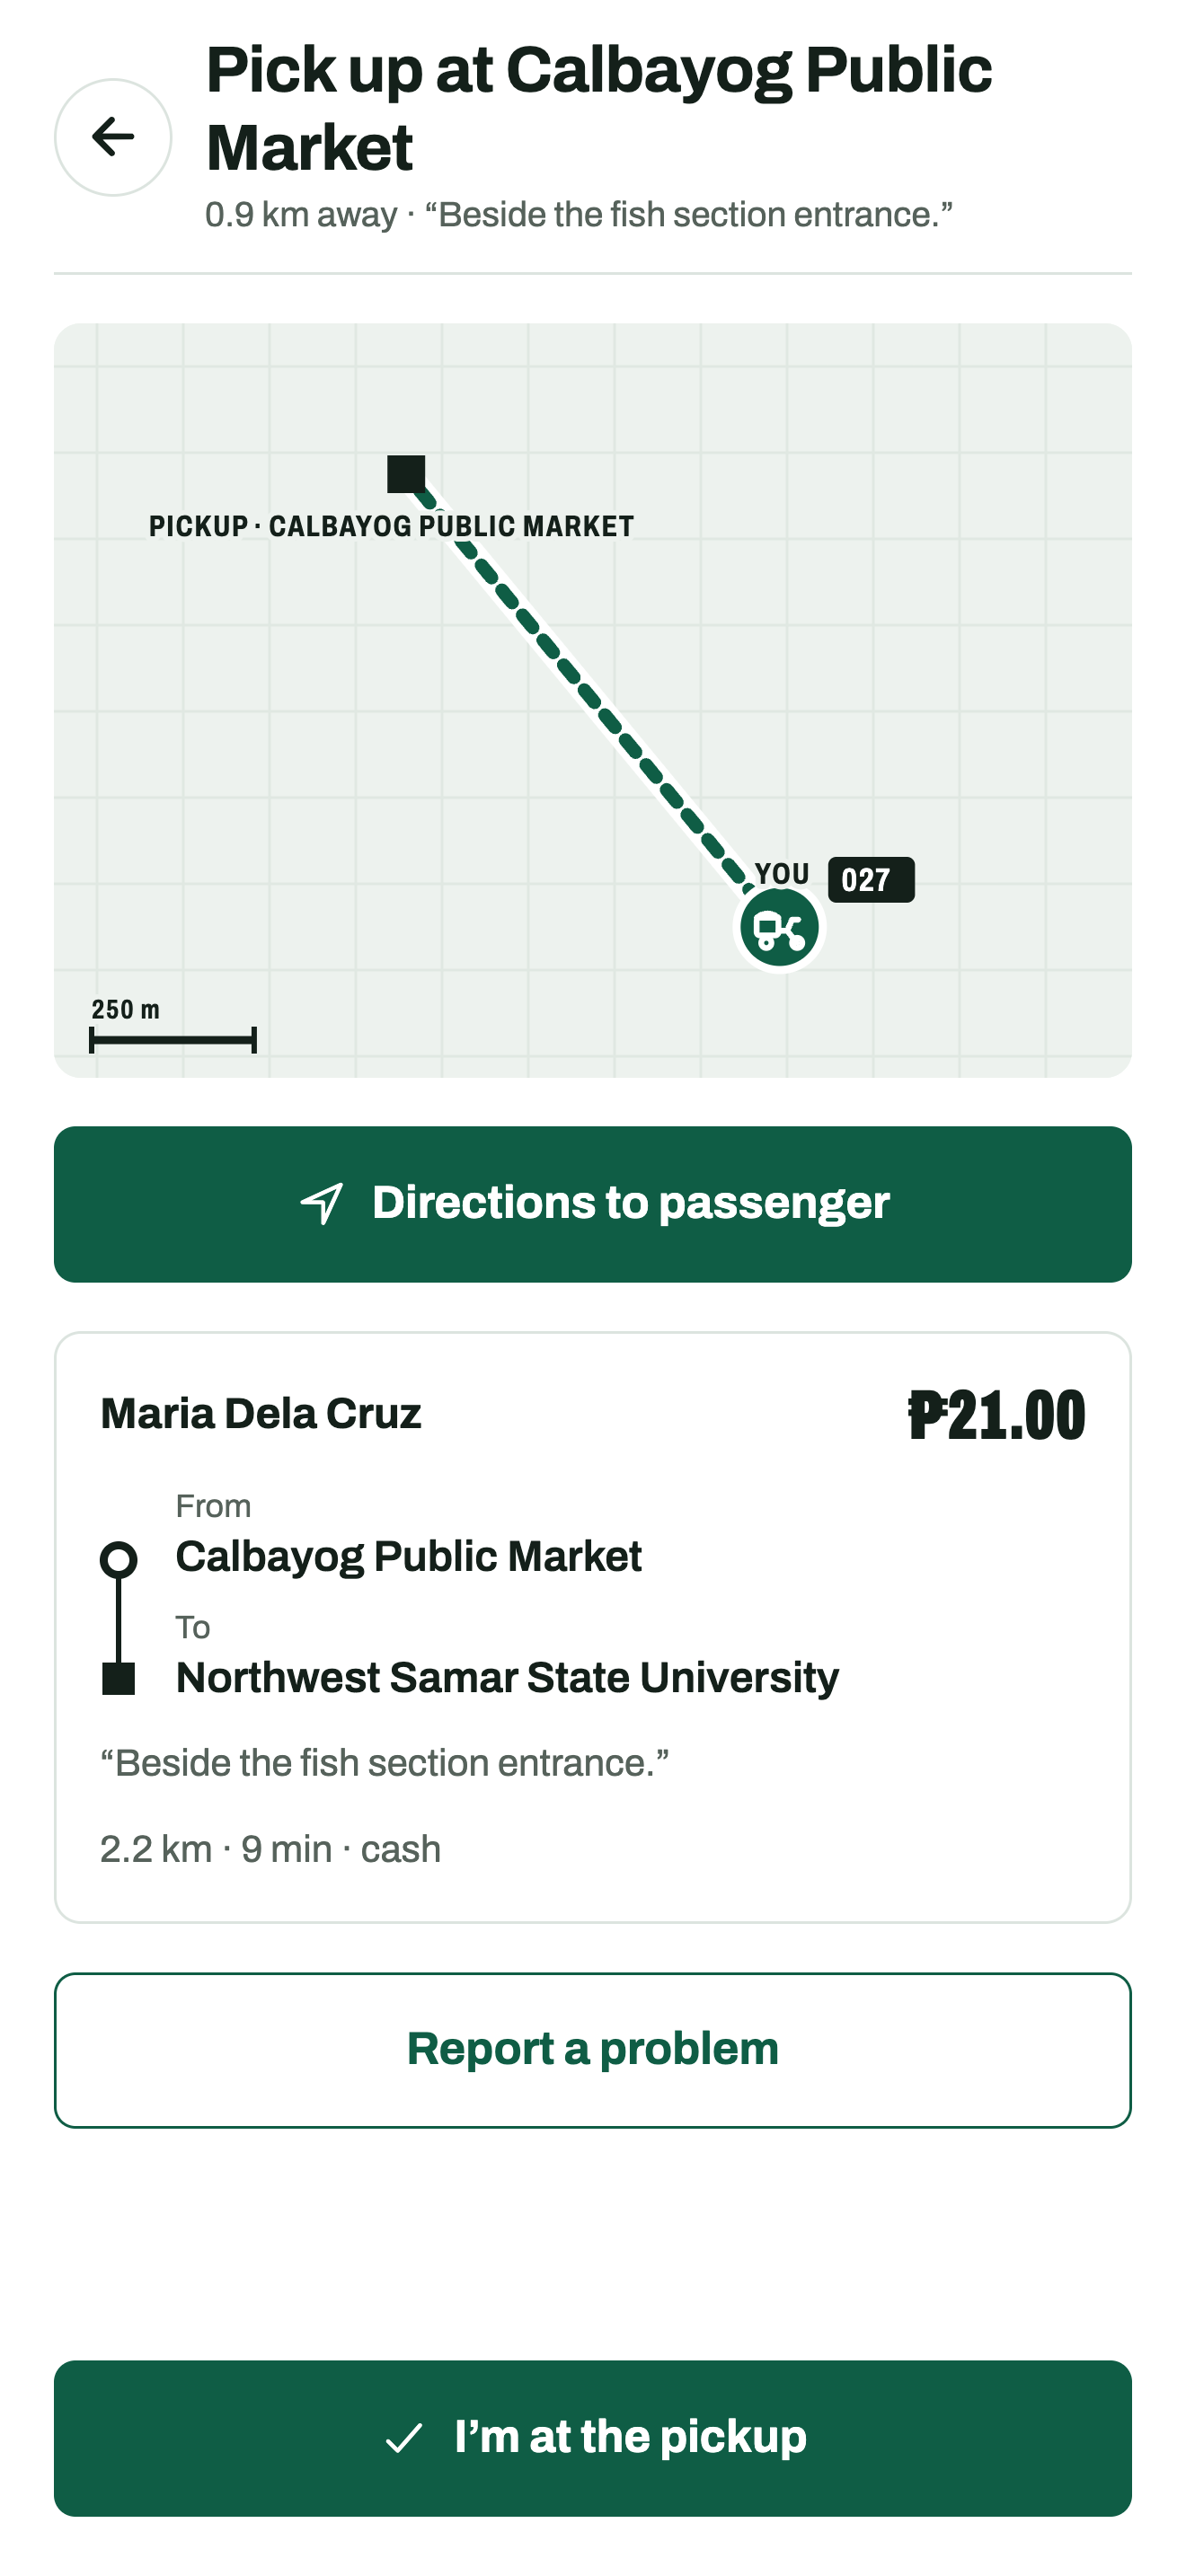 Pick up at Calbayog Public
Market
0.9 km away · “Beside the fish section entrance.”
PICKUP · CALBAYOG PUBLIC MARKET
YOU 027
250 m
Directions to passenger
Maria Dela Cruz ₱21.00
From
Calbayog Public Market
To
Northwest Samar State University
“Beside the fish section entrance.”
2.2 km · 9 min · cash
Report a problem
I’m at the pickup